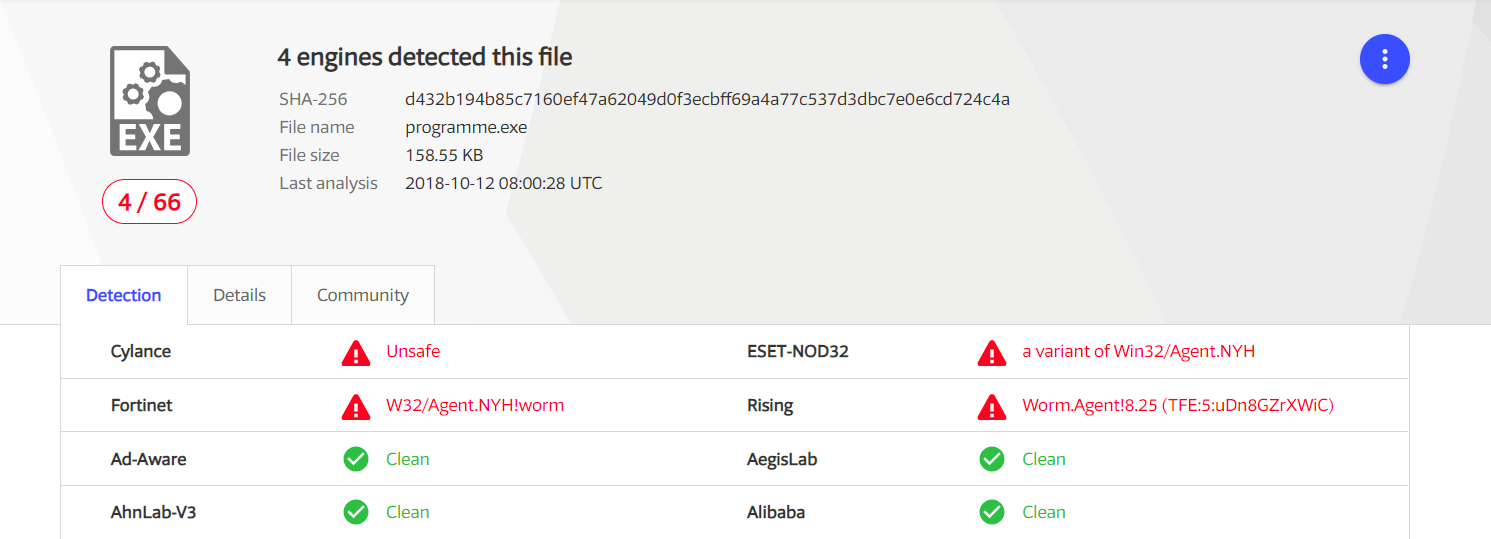 4 engines detected this file
SHA-256 d432b194b85c7160ef47a62049d0f3ecbff69a4a77c537d3dbc7e0e6cd724c4a
File name programme.exe
File size 158.55 KB
Last analysis 2018-10-12 08:00:28 UTC
EXE
4 / 66
Detection Details Community
Cylance Unsafe ESET-NOD32 a variant of Win32/Agent.NYH
Fortinet W32/Agent.NYH!worm Rising Worm.Agent!8.25 (TFE:5:uDn8GZrXWiC)
Ad-Aware Clean AegisLab Clean
AhnLab-V3 Clean Alibaba Clean